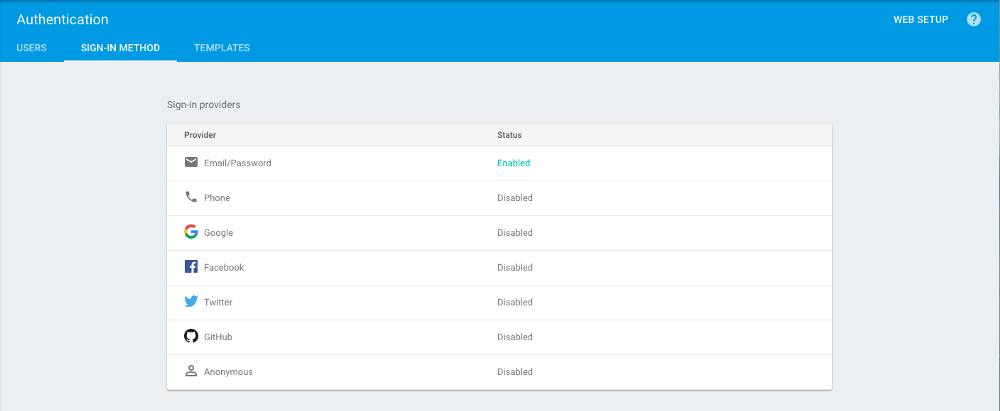 Authentication
WEB SETUP
?
USERS SIGN-IN METHOD TEMPLATES
Sign-in providers
Provider Status
Email/Password Enabled
Phone Disabled
Google Disabled
Facebook Disabled
Twitter Disabled
GitHub Disabled
Anonymous Disabled